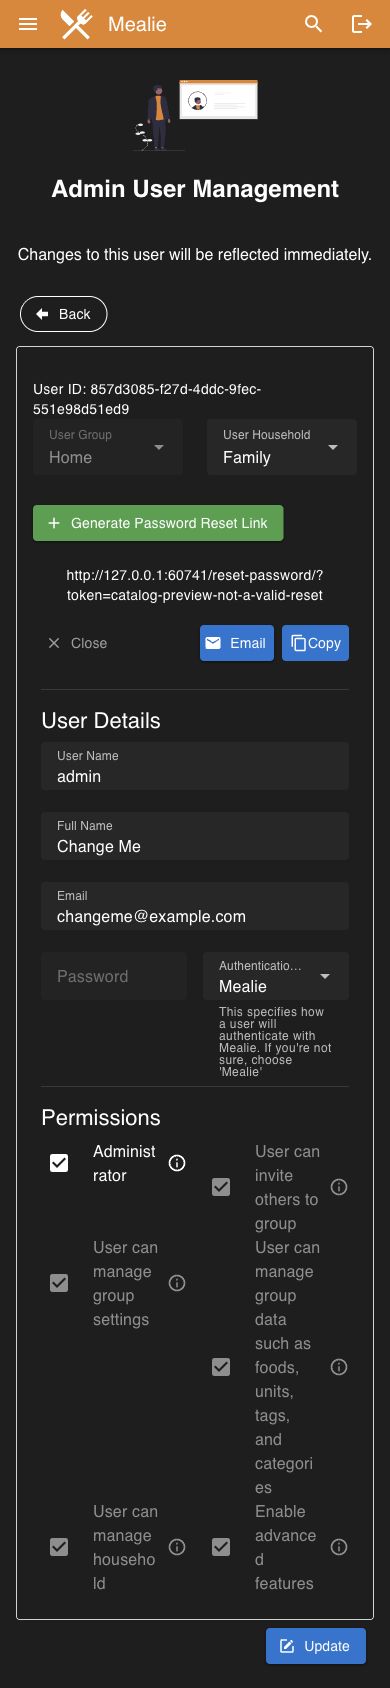 Mealie
Admin User Management
Changes to this user will be reflected immediately.
Back
User ID: 857d3085-f27d-4ddc-9fec-
551e98d51ed9
User Group
Home
User Household
Family
Generate Password Reset Link
http://127.0.0.1:60741/reset-password/?
token=catalog-preview-not-a-valid-reset
Close
Email
Copy
User Details
User Name
admin
Full Name
Change Me
Email
changeme@example.com
Password
Authenticatio...
Mealie
This specifies how
a user will
authenticate with
Mealie. If you're not
sure, choose
'Mealie'
Permissions
Administ
rator
User can
invite
others to
group
User can
manage
group
settings
User can
manage
group
data
such as
foods,
units,
tags,
and
categori
es
User can
manage
househo
ld
Enable
advance
d
features
Update